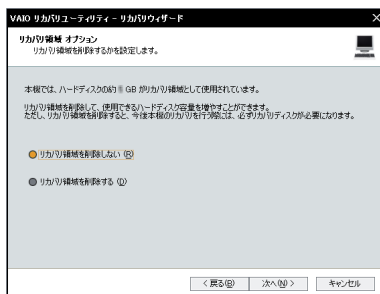 VAIO リカバリユーティリティ - リカバリウィザード
リカバリ領域 オプション
リカバリ領域を削除するかを設定します。
本機では、ハードディスクの約 GB がリカバリ領域として使用されています。
リカバリ領域を削除して、使用できるハードディスク容量を増やすことができます。
ただし、リカバリ領域を削除すると、今後本機のリカバリを行う際には、必ずリカバリディスクが必要になります。
リカバリ領域を削除しない (R)
リカバリ領域を削除する (D)
< 戻る(B)
次へ(N) >
キャンセル